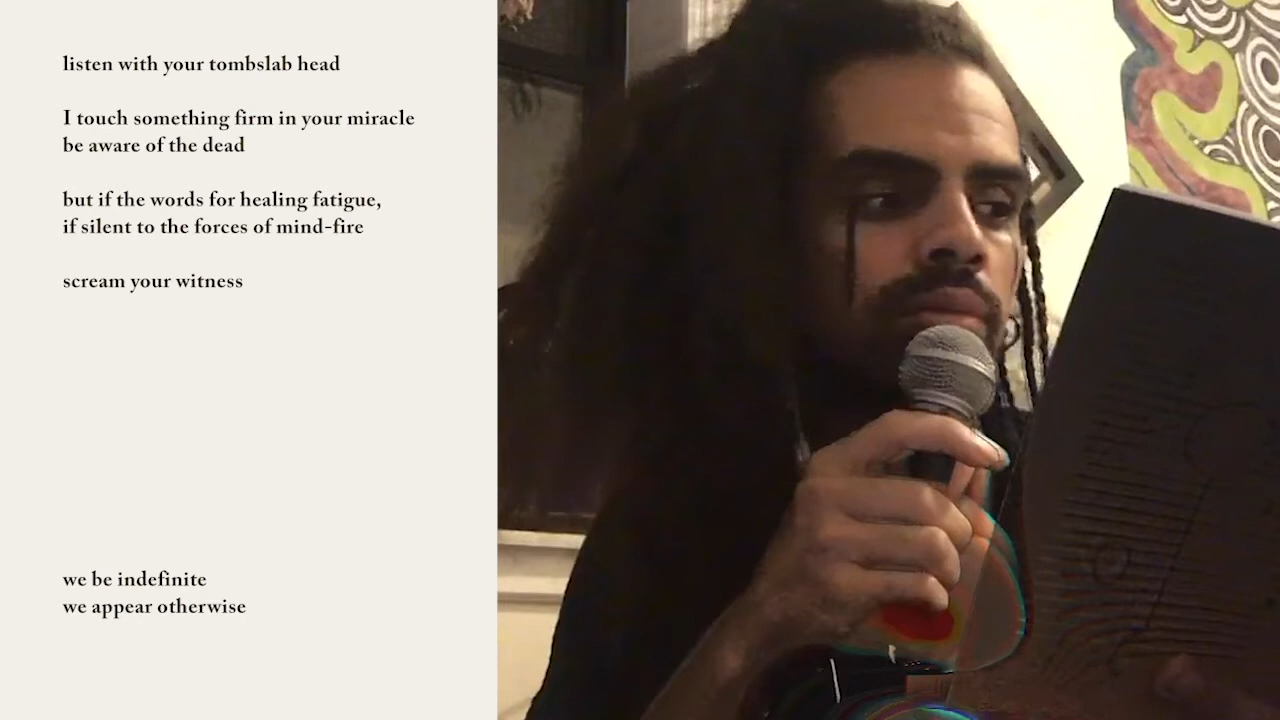 listen with your tombslab head
I touch something firm in your miracle
be aware of the dead
but if the words for healing fatigue,
if silent to the forces of mind-fire
scream your witness
we be indefinite
we appear otherwise